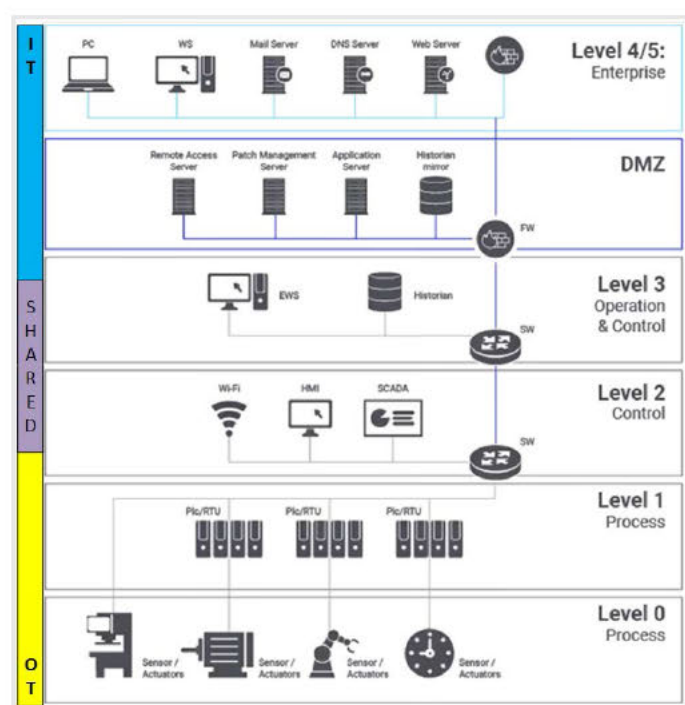 I
T
PC
WS
Mail Server
DNS Server
Web Server
Level 4/5:
Enterprise
Remote Access
Server
Patch Management
Server
Application
Server
Historian
mirror
DMZ
FW
S
H
A
R
E
D
EWS
Historian
Level 3
Operation
& Control
SW
Wi-Fi
HMI
SCADA
Level 2
Control
SW
Plc/RTU
Plc/RTU
Plc/RTU
Level 1
Process
O
T
Sensor /
Actuators
Sensor /
Actuators
Sensor /
Actuators
Sensor /
Actuators
Level 0
Process